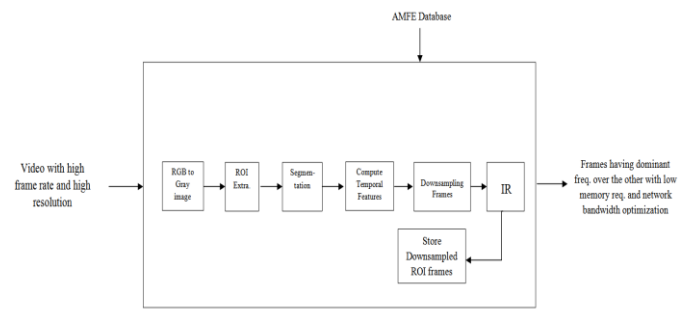 AMFE Database
Video with high
frame rate and high
resolution
RGB to
Gray
image
ROI
Extra.
Segmen-
tation
Compute
Temporal
Features
Downsampling
Frames
IR
Store
Downsampled
ROI frames
Frames having dominant
freq. over the other with low
memory req. and network
bandwidth optimization